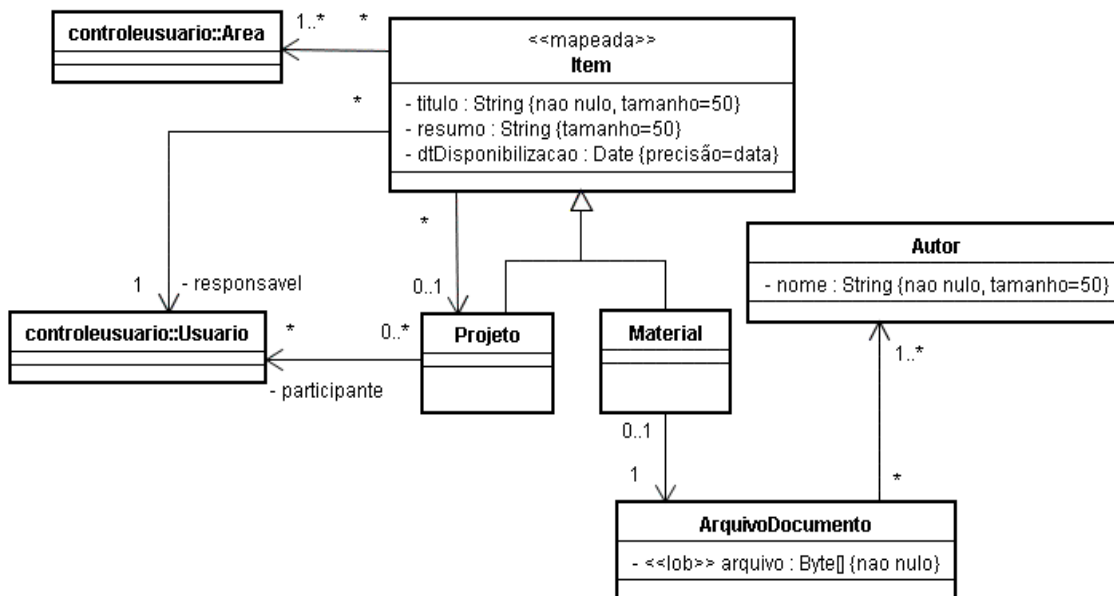 controleusuario::Area
1..*
*
<<mapeada>>
Item
- titulo : String {nao nulo, tamanho=50}
- resumo : String {tamanho=50}
- dtDisponibilizacao : Date {precisão=data}
*
*
1
- responsavel
0..1
controleusuario::Usuario
*
0..*
- participante
Projeto
Material
Autor
- nome : String {nao nulo, tamanho=50}
0..1
1
1..*
*
ArquivoDocumento
- <<lob>> arquivo : Byte[] {nao nulo}